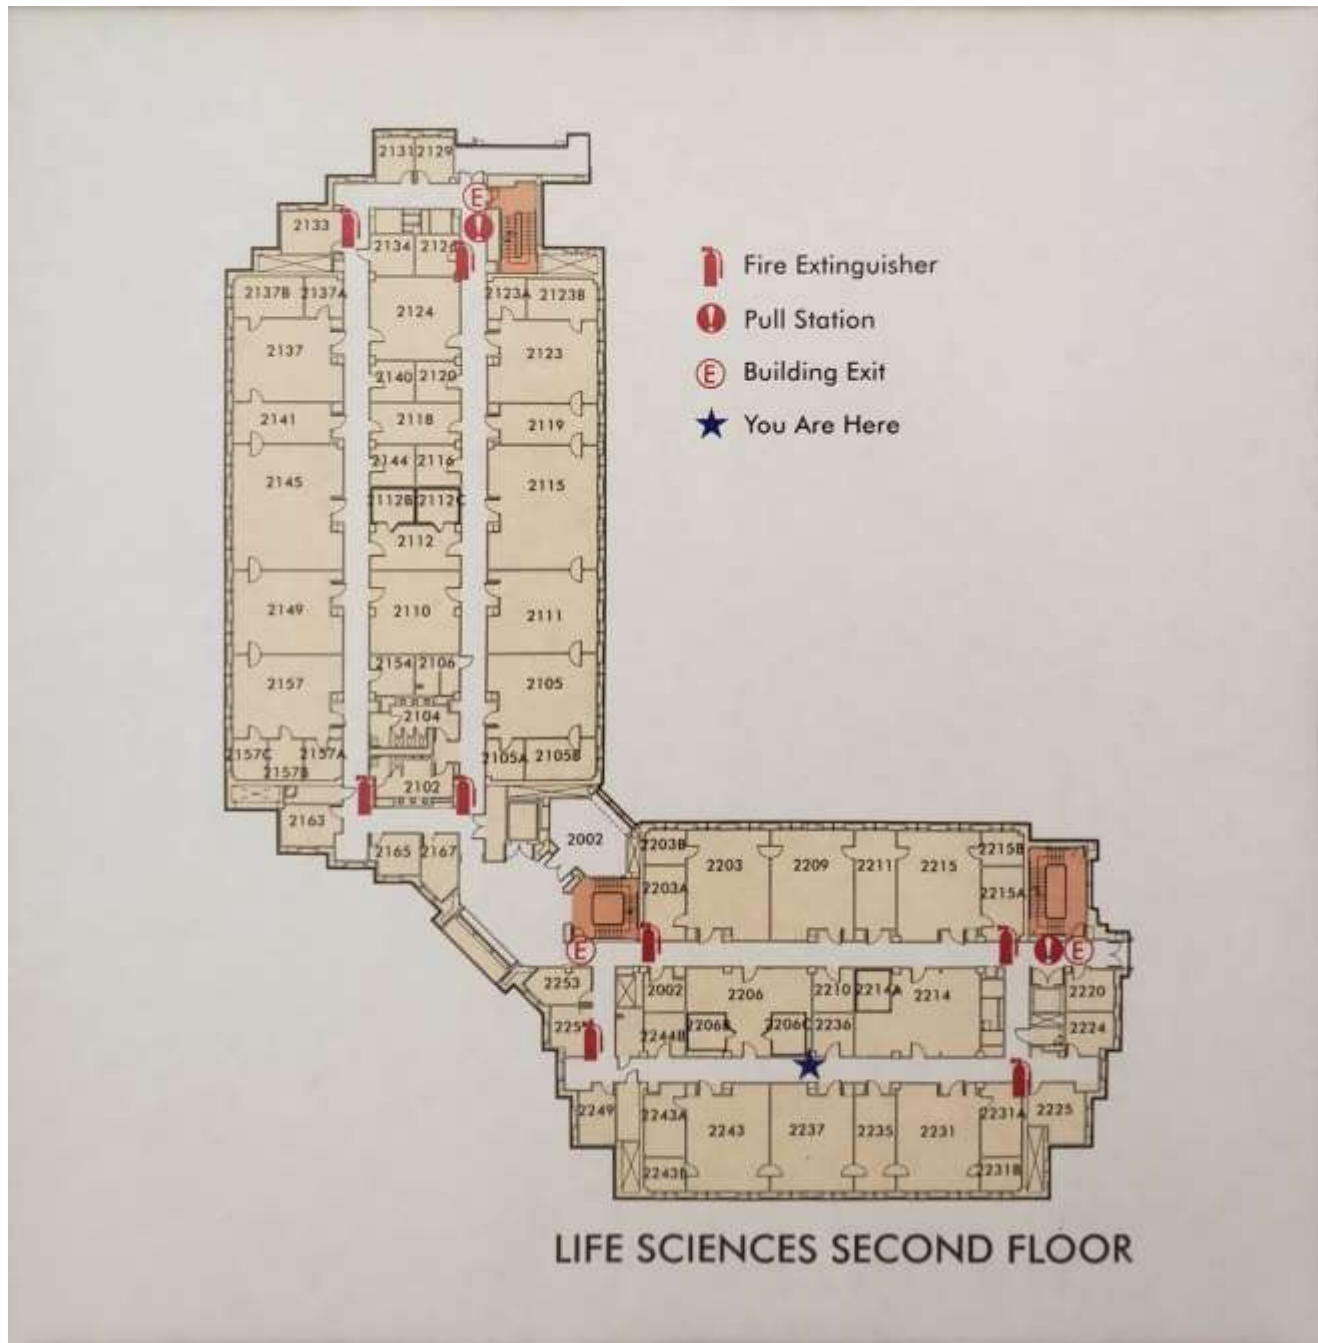 2131 2129
E
2133
2134
2137B 2137A 2123A 2123B
2124
2137 2123
2140 2120
2141 2118 2119
2144 2116
2145 2115
2112B 2112C
2112
2149 2110 2111
2154 2106
2157 2105
2104
2157C 2157A 2105A 2105B
2157B
2102
2163
2165 2167
2002
Fire Extinguisher
Pull Station
E Building Exit
You Are Here
2203B 2203 2209 2211 2215 2215B
2203A 2215A
E E
2253 2002 2206 2210 2214A 2214 2220
2244B 2206B 2206C 2236 2224
2249 2243A 2243 2237 2235 2231 2231A 2225
2243B 2231B
LIFE SCIENCES SECOND FLOOR